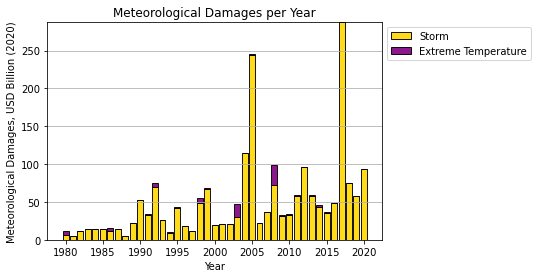 Meteorological Damages per Year
Meteorological Damages, USD Billion (2020)
250
200
150
100
50
0
1980 1985 1990 1995 2000 2005 2010 2015 2020
Year
Storm
Extreme Temperature